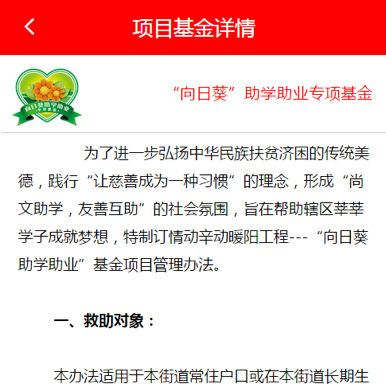 项目基金详情
向日葵助学助业
“向日葵”助学助业专项基金
为了进一步弘扬中华民族扶贫济困的传统美
德，践行“让慈善成为一种习惯”的理念，形成“尚
文助学，友善互助”的社会氛围，旨在帮助辖区莘莘
学子成就梦想，特制订情动辛动暖阳工程---“向日葵
助学助业”基金项目管理办法。
一、救助对象：
本办法适用于本街道常住户口或在本街道长期生